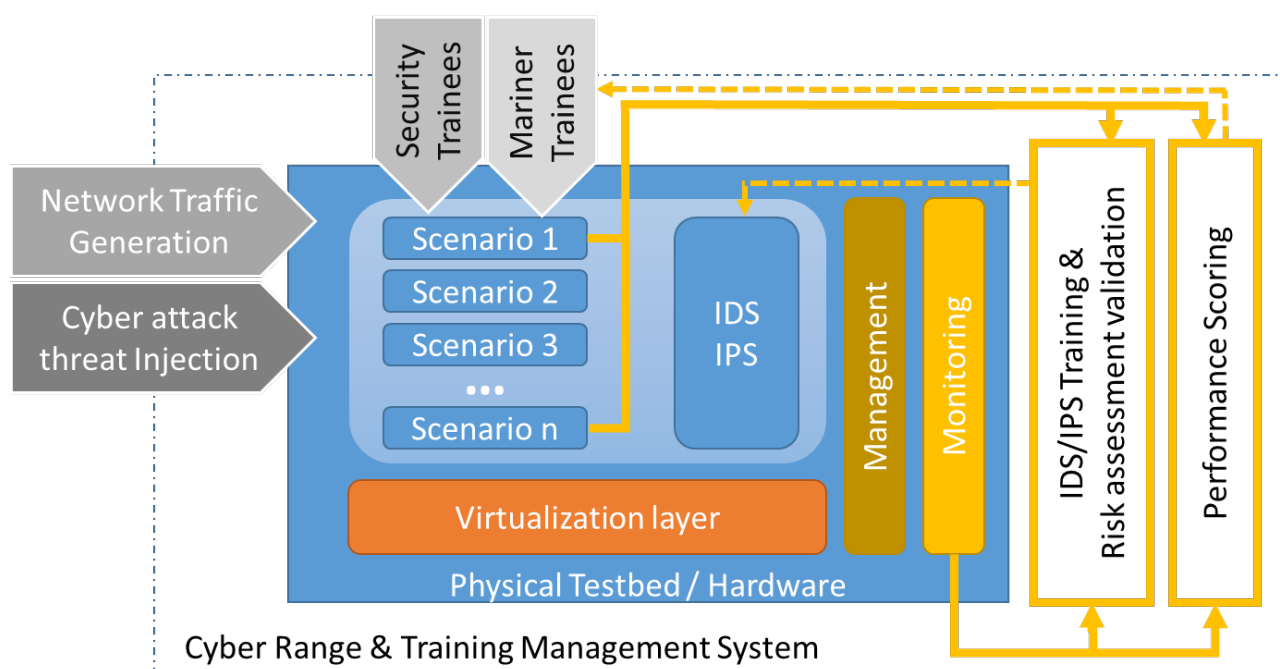 Security
Trainees
Mariner
Trainees
Network Traffic
Generation
Cyber attack
threat Injection
Scenario 1
Scenario 2
Scenario 3
...
Scenario n
IDS
IPS
Management
Monitoring
IDS/IPS Training &
Risk assessment validation
Performance Scoring
Virtualization layer
Physical Testbed / Hardware
Cyber Range & Training Management System